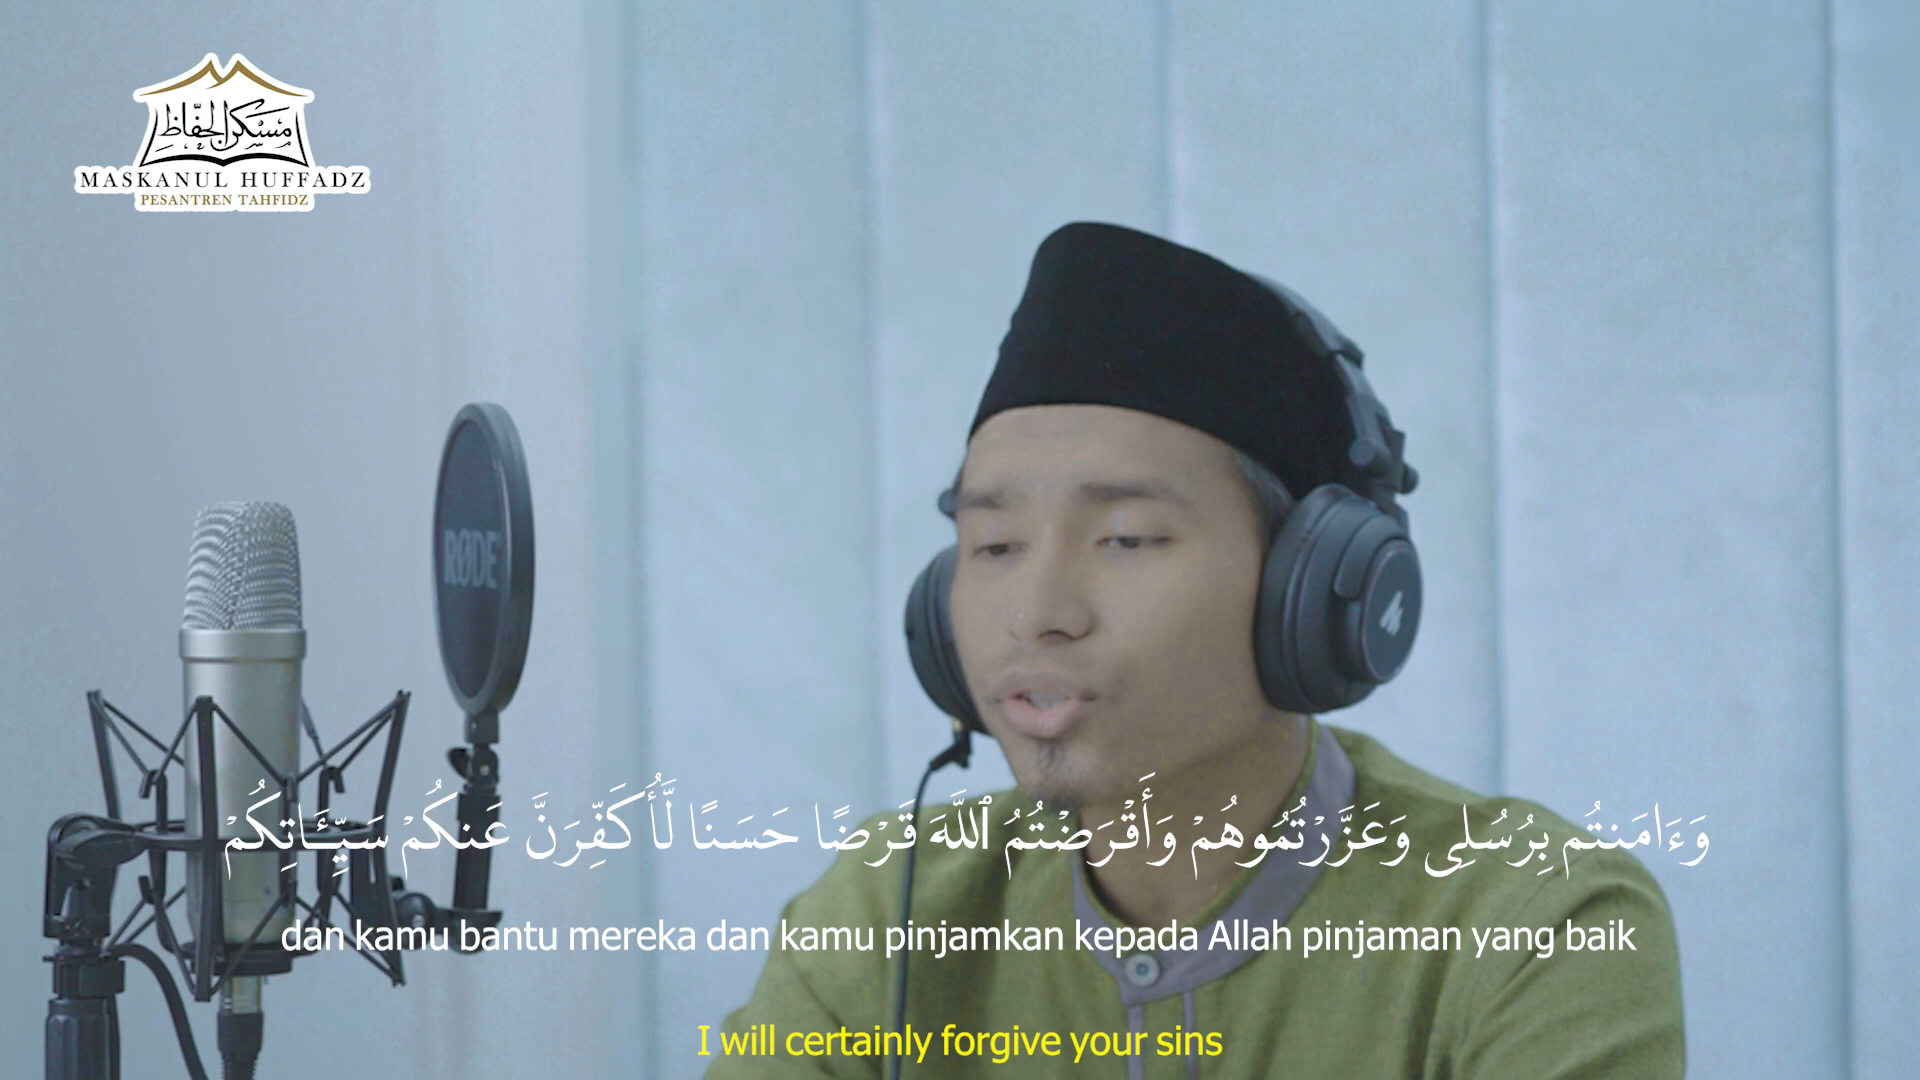 مسكن الحفاظ
MASKANUL HUFFADZ
PESANTREN TAHFIDZ
RØDE
وَءَامَنتُم بِرُسُلِى وَعَزَّرْتُمُوهُمْ وَأَقْرَضْتُمُ ٱللَّهَ قَرْضًا حَسَنًا لَّأُكَفِّرَنَّ عَنكُمْ سَيِّـَٔاتِكُمْ
dan kamu bantu mereka dan kamu pinjamkan kepada Allah pinjaman yang baik
I will certainly forgive your sins